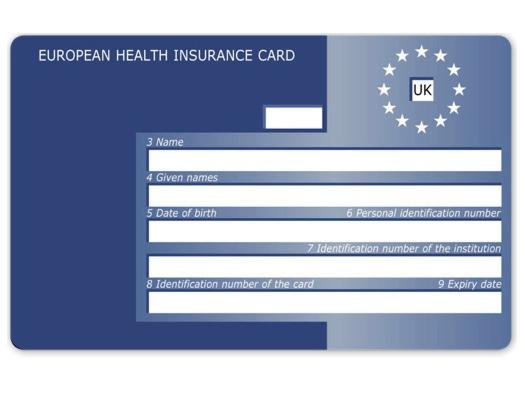 EUROPEAN HEALTH INSURANCE CARD
UK
3 Name
4 Given names
5 Date of birth 6 Personal identification number
7 Identification number of the institution
8 Identification number of the card 9 Expiry date